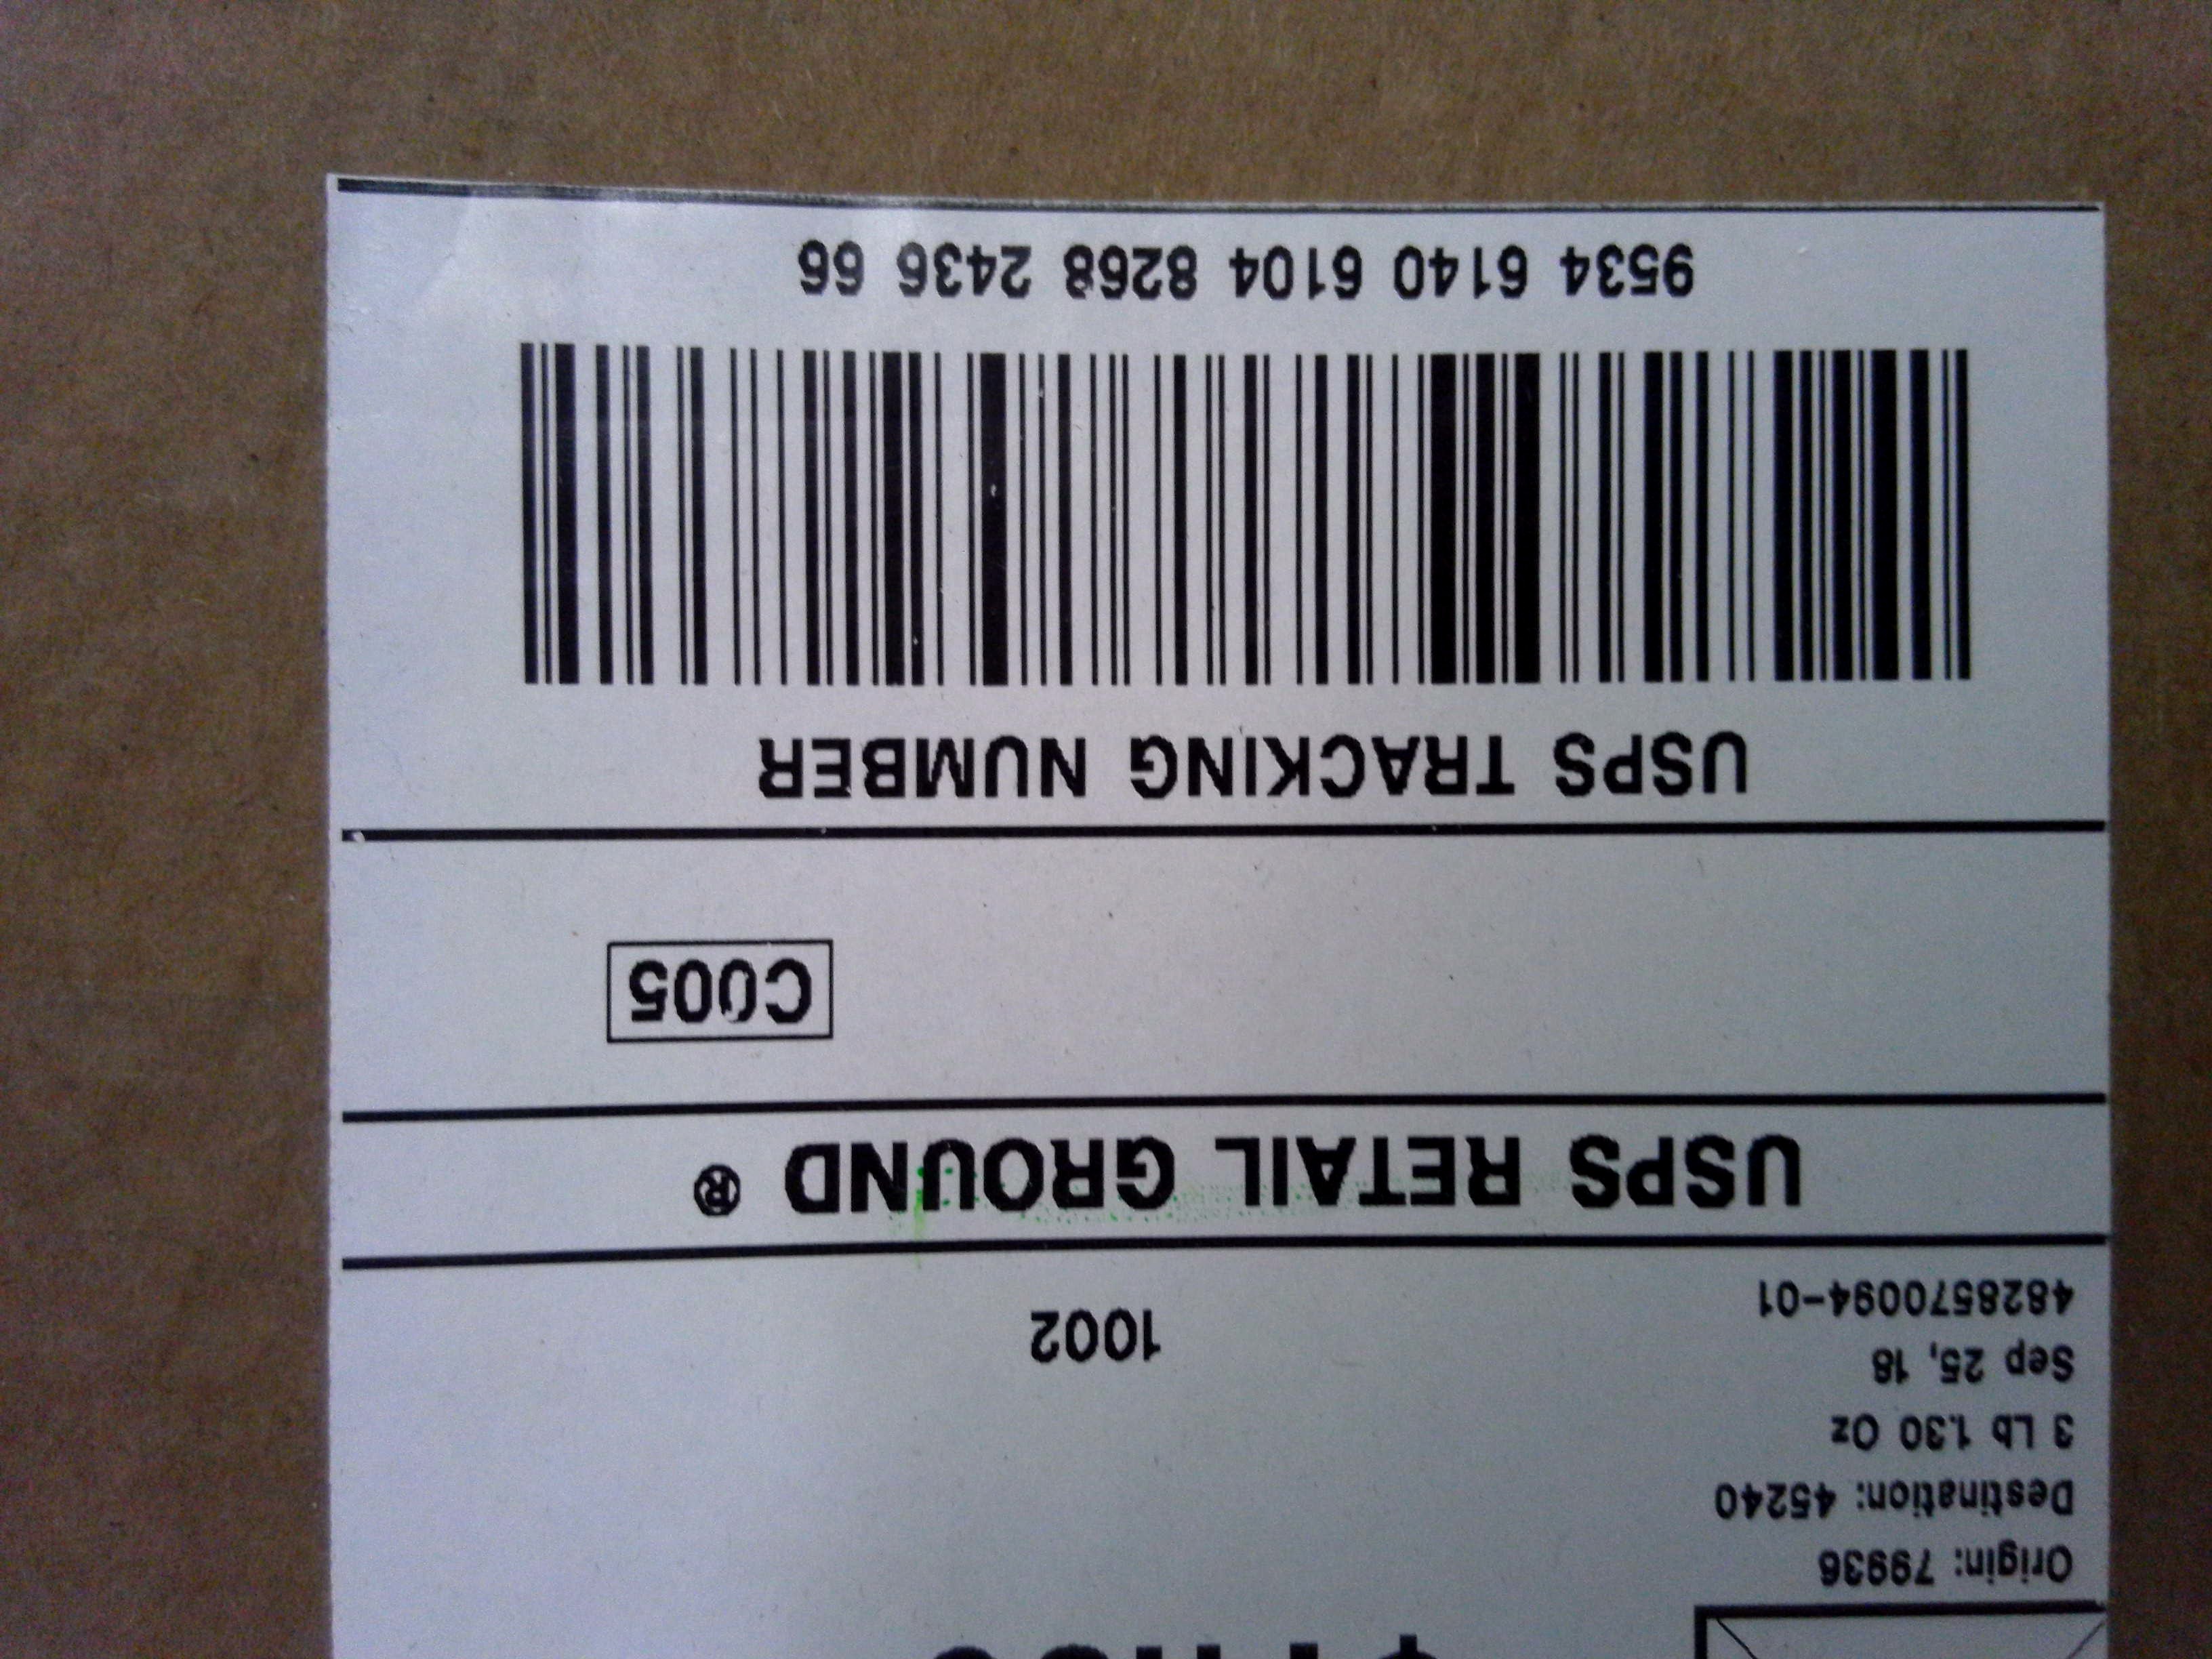 Origin: 79936
Destination: 45240
3 Lb 1.30 Oz
Sep 25, 18
4828570094-01
1002
USPS RETAIL GROUND ®
C005
USPS TRACKING NUMBER
9534 6140 6104 8268 2436 66